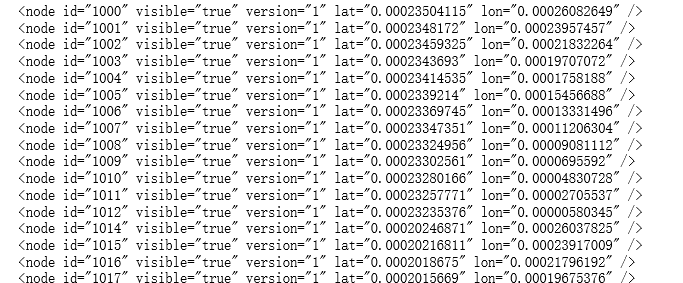 <node id="1000" visible="true" version="1" lat="0.00023504115" lon="0.00026082649" />
<node id="1001" visible="true" version="1" lat="0.0002348172" lon="0.00023957457" />
<node id="1002" visible="true" version="1" lat="0.00023459325" lon="0.00021832264" />
<node id="1003" visible="true" version="1" lat="0.0002343693" lon="0.00019707072" />
<node id="1004" visible="true" version="1" lat="0.00023414535" lon="0.0001758188" />
<node id="1005" visible="true" version="1" lat="0.0002339214" lon="0.00015456688" />
<node id="1006" visible="true" version="1" lat="0.00023369745" lon="0.00013331496" />
<node id="1007" visible="true" version="1" lat="0.00023347351" lon="0.00011206304" />
<node id="1008" visible="true" version="1" lat="0.00023324956" lon="0.00009081112" />
<node id="1009" visible="true" version="1" lat="0.00023302561" lon="0.0000695592" />
<node id="1010" visible="true" version="1" lat="0.00023280166" lon="0.00004830728" />
<node id="1011" visible="true" version="1" lat="0.00023257771" lon="0.00002705537" />
<node id="1012" visible="true" version="1" lat="0.00023235376" lon="0.00000580345" />
<node id="1014" visible="true" version="1" lat="0.00020246871" lon="0.00026037825" />
<node id="1015" visible="true" version="1" lat="0.00020216811" lon="0.00023917009" />
<node id="1016" visible="true" version="1" lat="0.0002018675" lon="0.00021796192" />
<node id="1017" visible="true" version="1" lat="0.0002015669" lon="0.00019675376" />